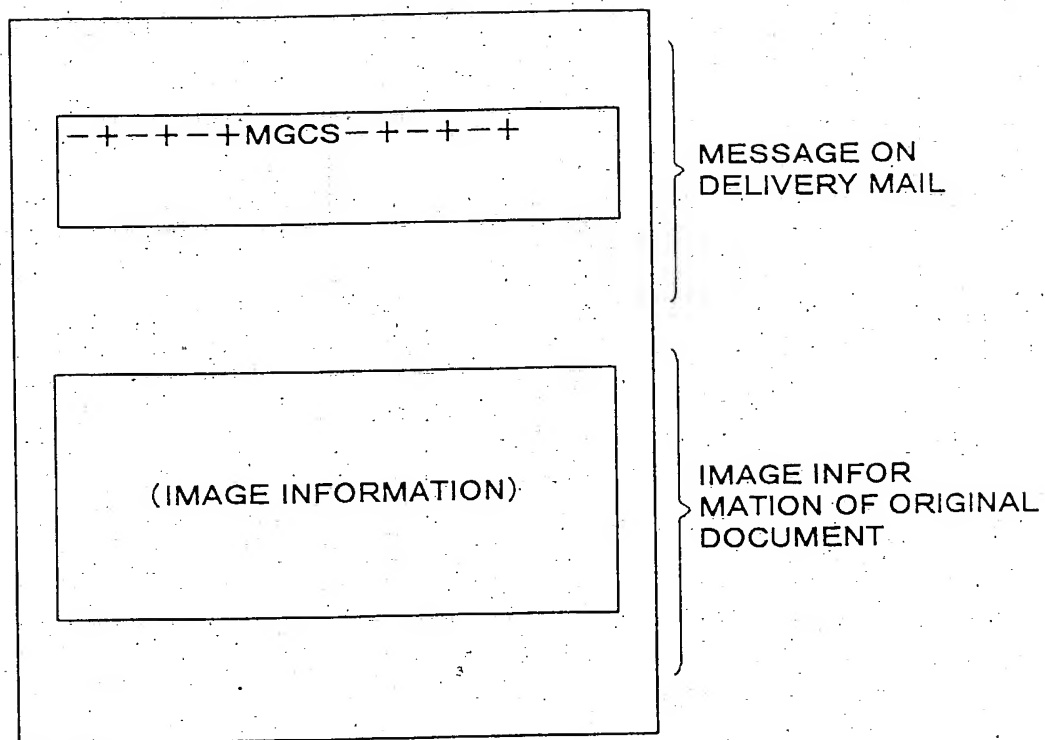 −+−+−+MGCS−+−+−+
MESSAGE ON
DELIVERY MAIL
(IMAGE INFORMATION)
IMAGE INFOR
MATION OF ORIGINAL
DOCUMENT